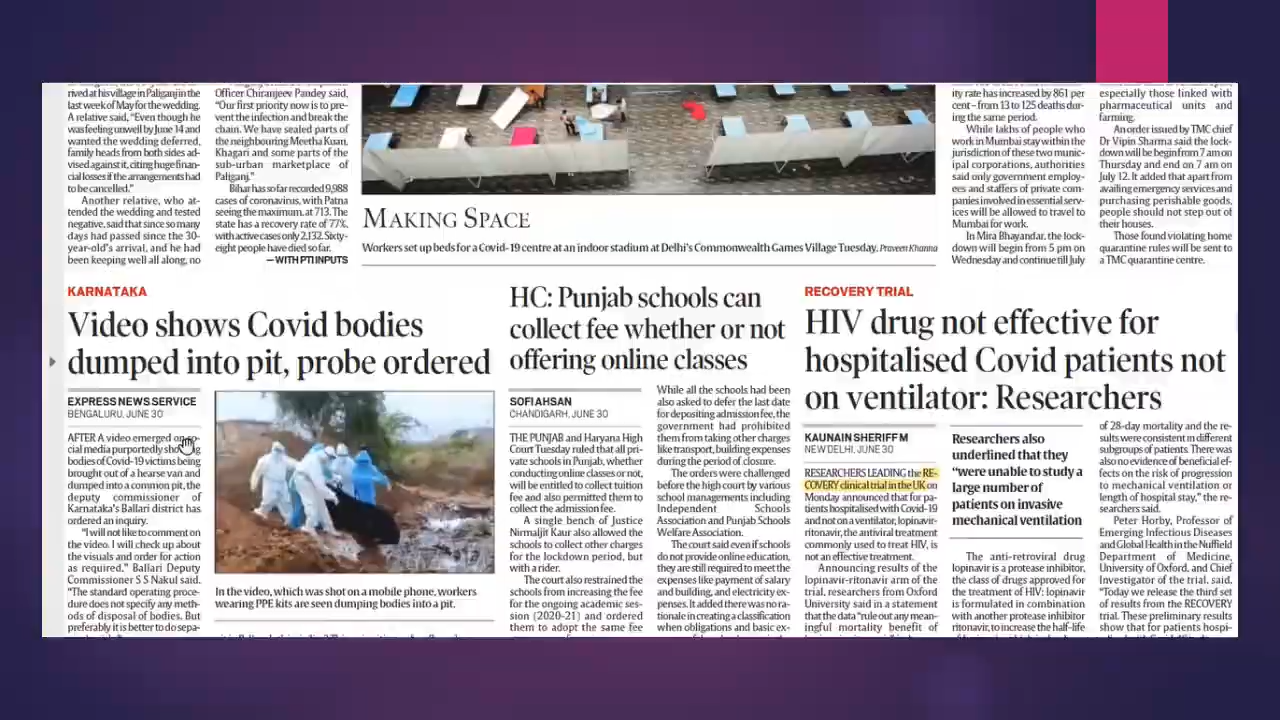 rived at his village in Paliganj in the
last week of May for the wedding.
A relative said, "Even though he
was feeling unwell by June 14 and
wanted the wedding deferred,
family heads from both sides ad-
vised against it, citing huge finan-
cial losses if the arrangements had
to be cancelled."
Another relative, who at-
tended the wedding and tested
negative, said that since so many
days had passed since the 30-
year-old's arrival, and he had
been keeping well all along, no
Officer Chiranjeev Pandey said,
"Our first priority now is to pre-
vent the infection and break the
chain. We have sealed parts of
the neighbouring Meetha Kuan,
Khagari and some parts of the
sub-urban marketplace of
Paliganj."
Bihar has so far recorded 9,988
cases of coronavirus, with Patna
seeing the maximum, at 713. The
state has a recovery rate of 77%,
with active cases only 2,132. Sixty-
eight people have died so far.
— WITH PTI INPUTS
MAKING SPACE
Workers set up beds for a Covid-19 centre at an indoor stadium at Delhi's Commonwealth Games Village Tuesday. Praveen Khanna
ity rate has increased by 861 per
cent – from 13 to 125 deaths dur-
ing the same period.
While lakhs of people who
work in Mumbai stay within the
jurisdiction of these two munic-
ipal corporations, authorities
said only government employ-
ees and staffers of private com-
panies involved in essential serv-
ices will be allowed to travel to
Mumbai for work.
In Mira Bhayandar, the lock-
down will begin from 5 pm on
Wednesday and continue till July
especially those linked with
pharmaceutical units and
farming.
An order issued by TMC chief
Dr Vipin Sharma said the lock-
down will be begin from 7 am on
Thursday and end on 7 am on
July 12. It added that apart from
availing emergency services and
purchasing perishable goods,
people should not step out of
their houses.
Those found violating home
quarantine rules will be sent to
a TMC quarantine centre.
KARNATAKA
Video shows Covid bodies
dumped into pit, probe ordered
EXPRESS NEWS SERVICE
BENGALURU, JUNE 30
AFTER A video emerged on so-
cial media purportedly showing
bodies of Covid-19 victims being
brought out of a hearse van and
dumped into a common pit, the
deputy commissioner of
Karnataka's Ballari district has
ordered an inquiry.
"I will not like to comment on
the video. I will check up about
the visuals and order for action
as required," Ballari Deputy
Commissioner S S Nakul said.
"The standard operating proce-
dure does not specify any meth-
ods of disposal of bodies. But
preferably it is better to do sepa-
In the video, which was shot on a mobile phone, workers
wearing PPE kits are seen dumping bodies into a pit.
HC: Punjab schools can
collect fee whether or not
offering online classes
SOFI AHSAN
CHANDIGARH, JUNE 30
THE PUNJAB and Haryana High
Court Tuesday ruled that all pri-
vate schools in Punjab, whether
conducting online classes or not,
will be entitled to collect tuition
fee and also permitted them to
collect the admission fee.
A single bench of Justice
Nirmaljit Kaur also allowed the
schools to collect other charges
for the lockdown period, but
with a rider.
The court also restrained the
schools from increasing the fee
for the ongoing academic ses-
sion (2020-21) and ordered
them to adopt the same fee
While all the schools had been
also asked to defer the last date
for depositing admission fee, the
government had prohibited
them from taking other charges
like transport, building expenses
during the period of closure.
The orders were challenged
before the high court by various
school managements including
Independent Schools
Association and Punjab Schools
Welfare Association.
The court said even if schools
do not provide online education,
they are still required to meet the
expenses like payment of salary
and building, and electricity ex-
penses. It added there was no ra-
tionale in creating a classification
when obligations and basic ex-
RECOVERY TRIAL
HIV drug not effective for
hospitalised Covid patients not
on ventilator: Researchers
KAUNAIN SHERIFF M
NEW DELHI, JUNE 30
RESEARCHERS LEADING the RE-
COVERY clinical trial in the UK on
Monday announced that for pa-
tients hospitalised with Covid-19
and not on a ventilator, lopinavir-
ritonavir, the antiviral treatment
commonly used to treat HIV, is
not an effective treatment.
Announcing results of the
lopinavir-ritonavir arm of the
trial, researchers from Oxford
University said in a statement
that the data "rule out any mean-
ingful mortality benefit of
Researchers also
underlined that they
"were unable to study a
large number of
patients on invasive
mechanical ventilation
The anti-retroviral drug
lopinavir is a protease inhibitor,
the class of drugs approved for
the treatment of HIV; lopinavir
is formulated in combination
with another protease inhibitor
ritonavir, to increase the half-life
of 28-day mortality and the re-
sults were consistent in different
subgroups of patients. There was
also no evidence of beneficial ef-
fects on the risk of progression
to mechanical ventilation or
length of hospital stay," the re-
searchers said.
Peter Horby, Professor of
Emerging Infectious Diseases
and Global Health in the Nuffield
Department of Medicine,
University of Oxford, and Chief
Investigator of the trial, said,
"Today we release the third set
of results from the RECOVERY
trial. These preliminary results
show that for patients hospi-